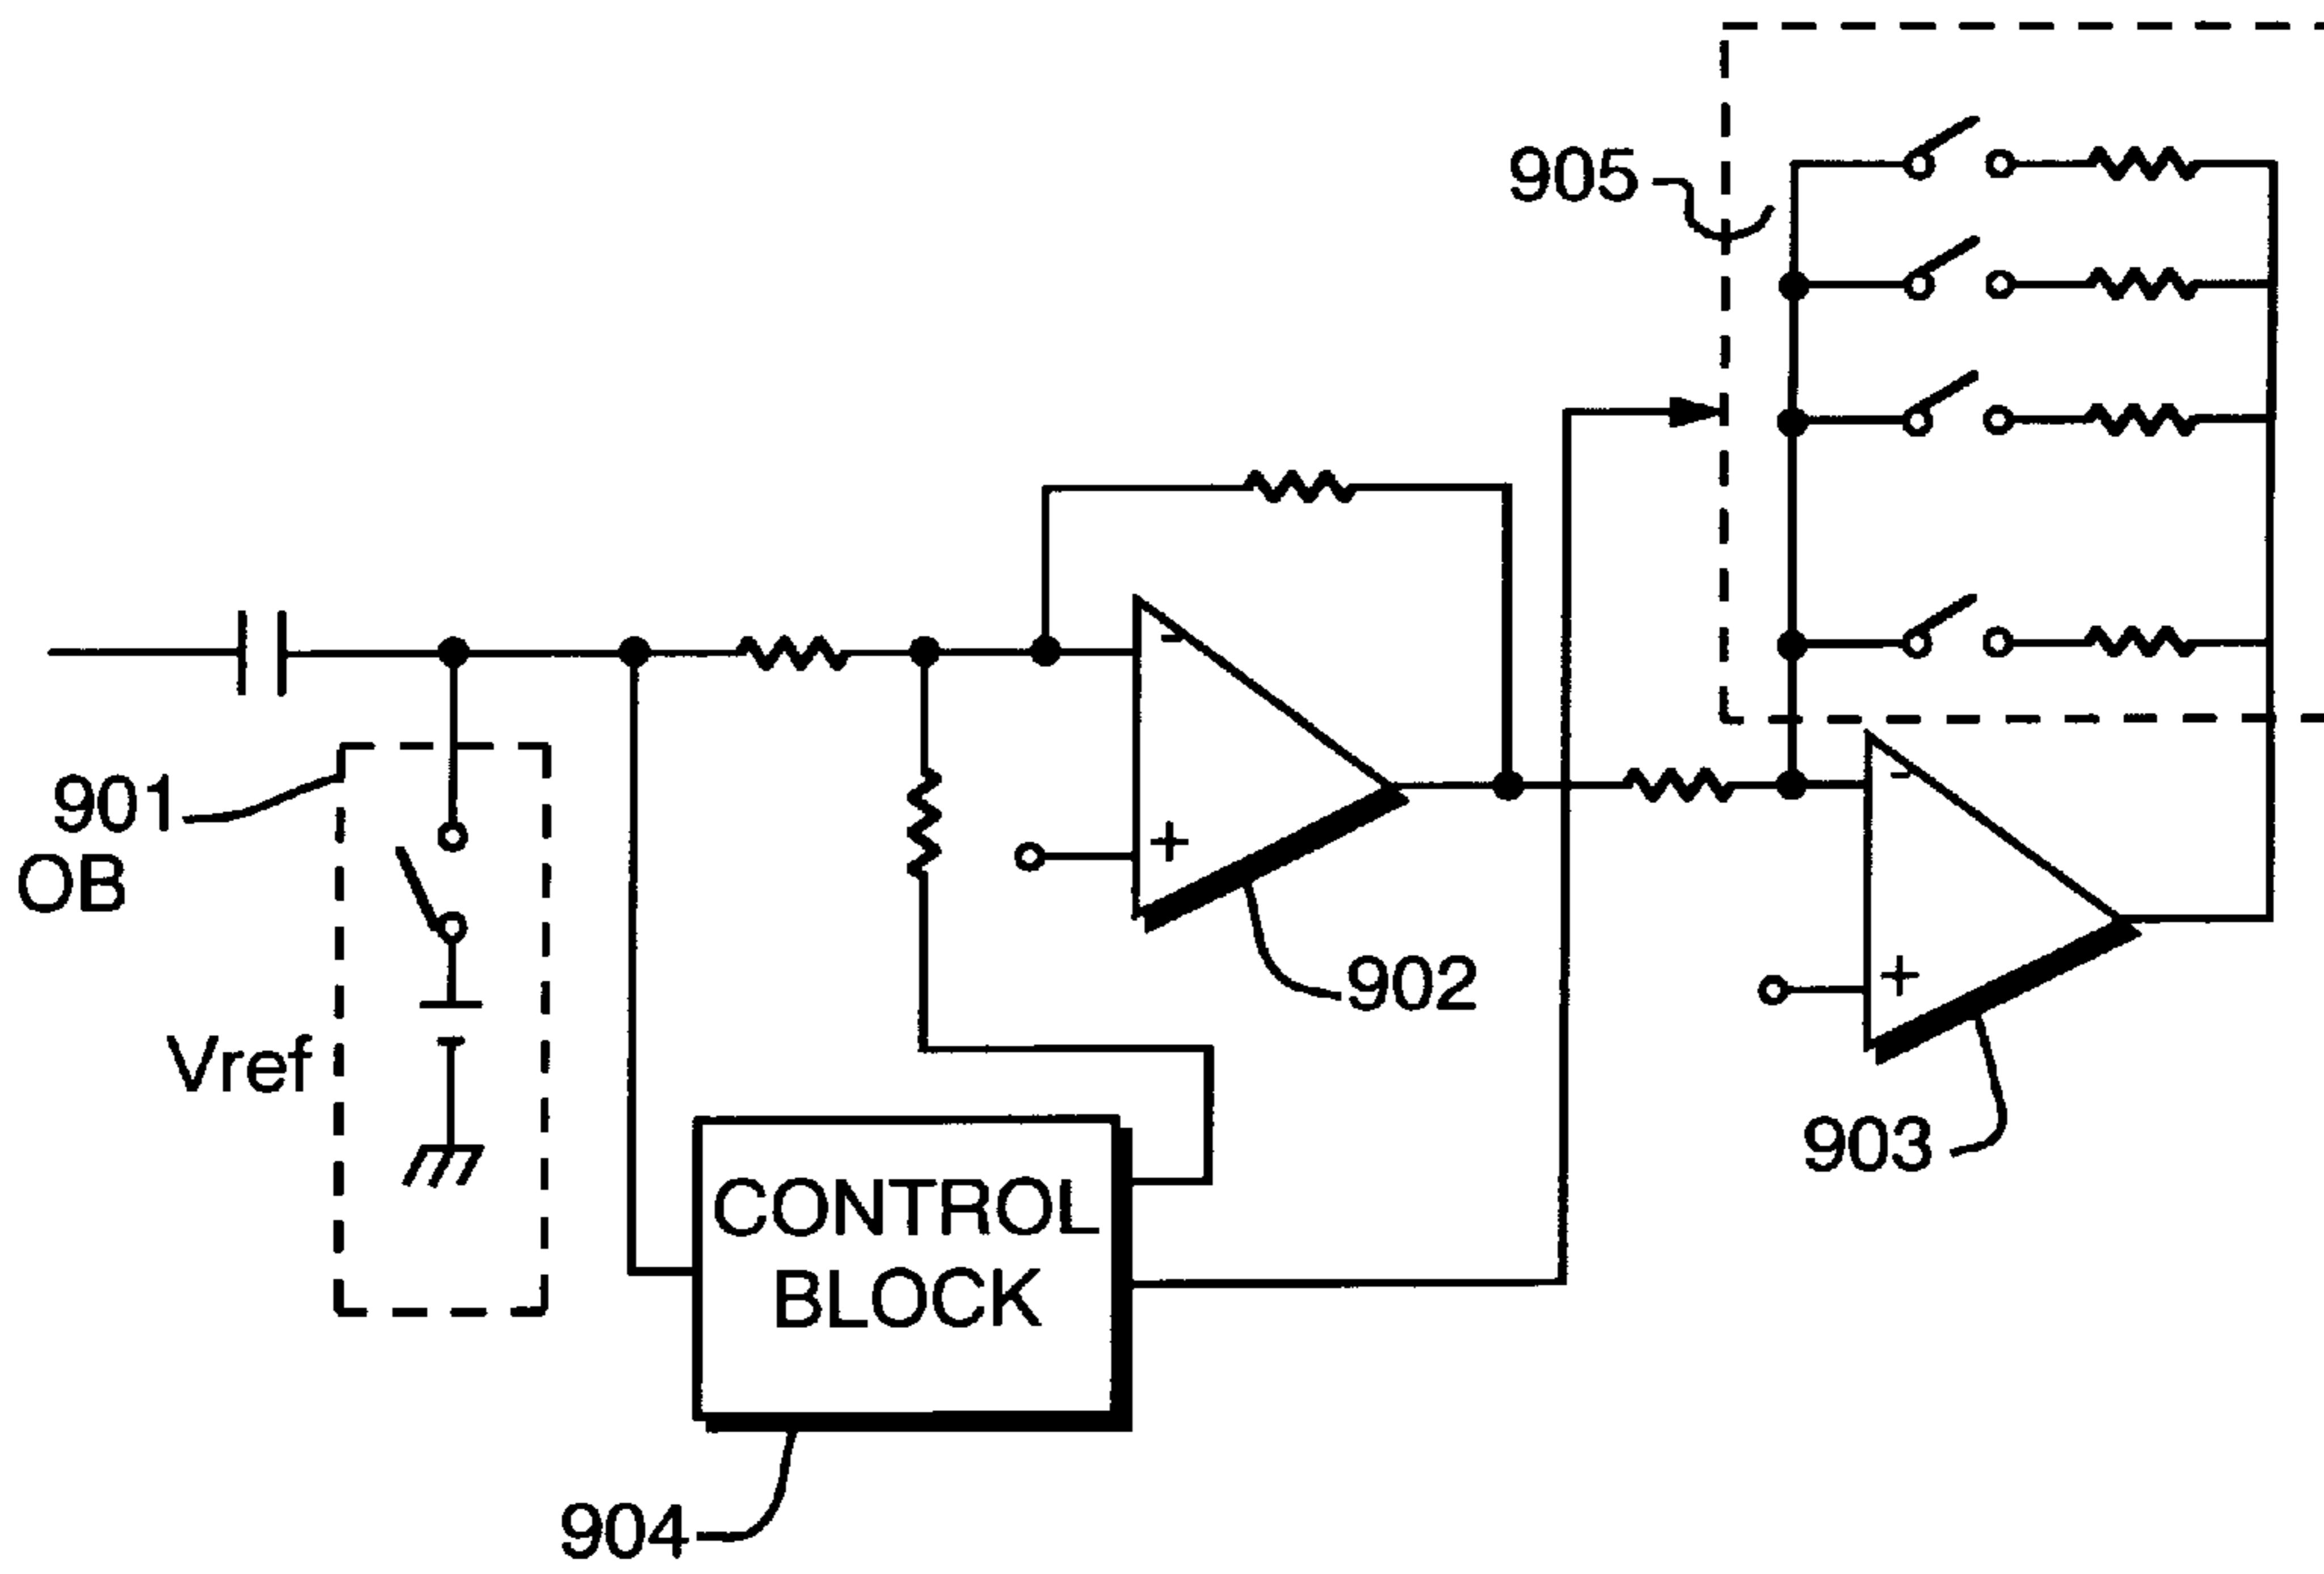 905
-
901
OB
+
-
902
+
Vref
903
CONTROL
BLOCK
904